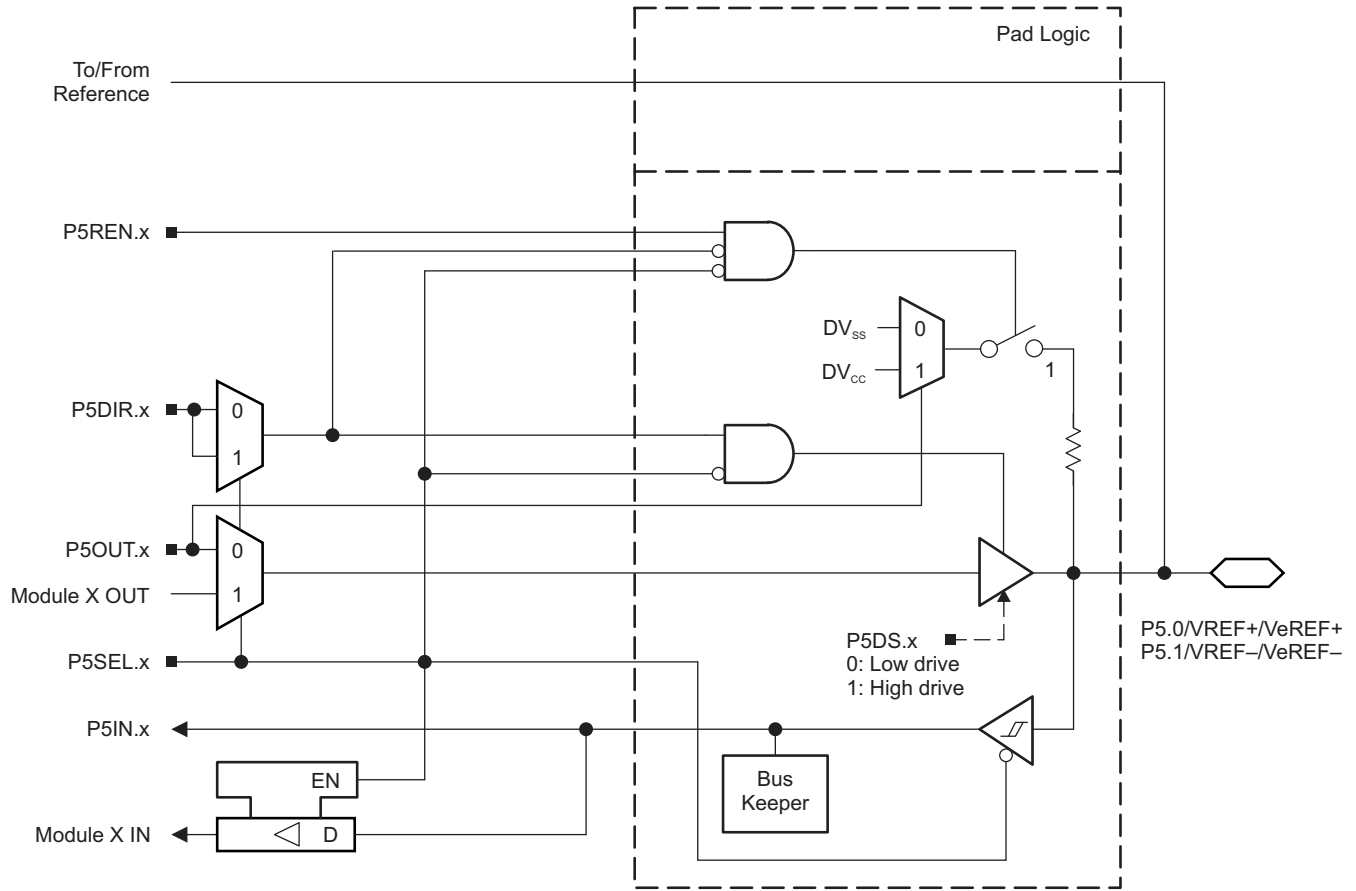 Pad Logic
To/From
Reference
P5REN.x
DVSS
0
DVCC
1
1
P5DIR.x
0
1
P5OUT.x
0
Module X OUT
1
P5DS.x
0: Low drive
1: High drive
P5.0/VREF+/VeREF+
P5.1/VREF–/VeREF–
P5SEL.x
P5IN.x
EN
Bus
Keeper
Module X IN
D